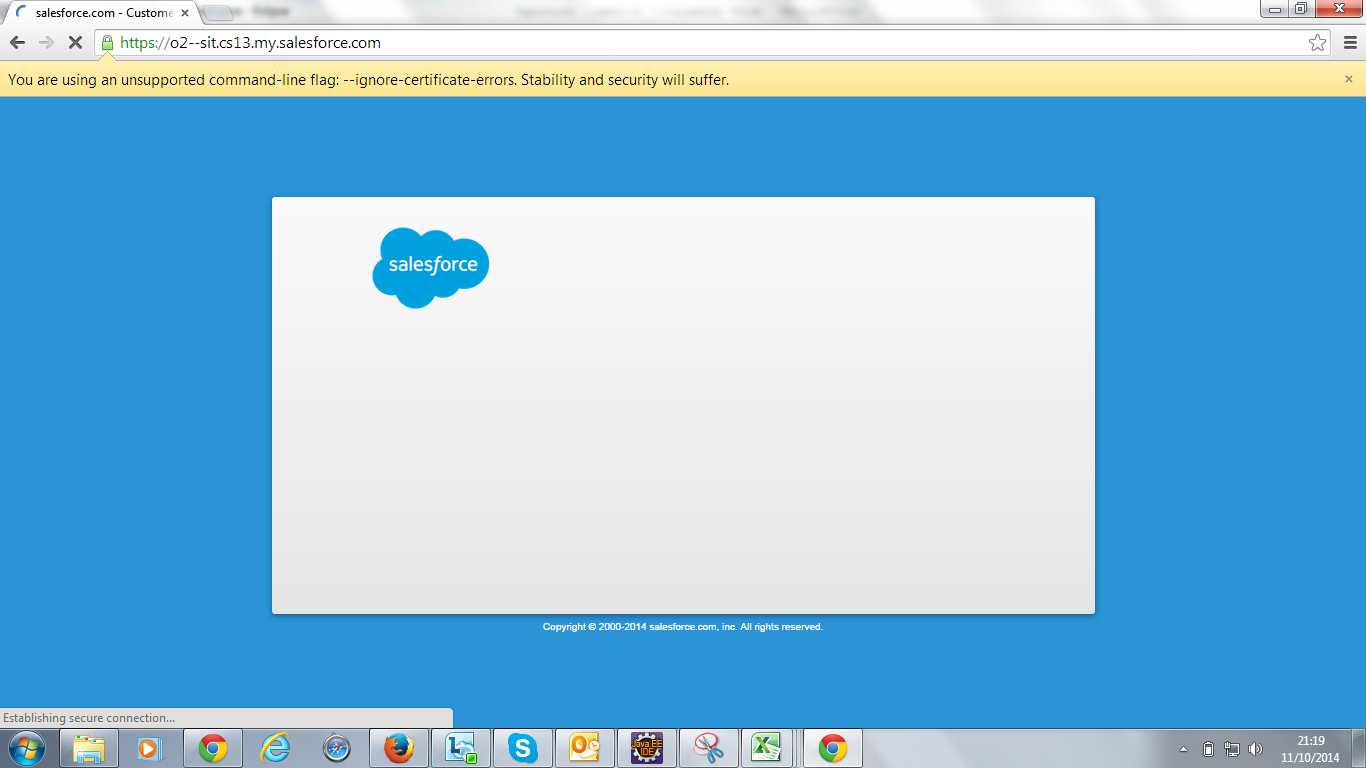 salesforce.com - Custome
https://o2--sit.cs13.my.salesforce.com
You are using an unsupported command-line flag: --ignore-certificate-errors. Stability and security will suffer.
salesforce
Copyright © 2000-2014 salesforce.com, inc. All rights reserved.
Establishing secure connection...
Java EE
IDE
21:19
11/10/2014